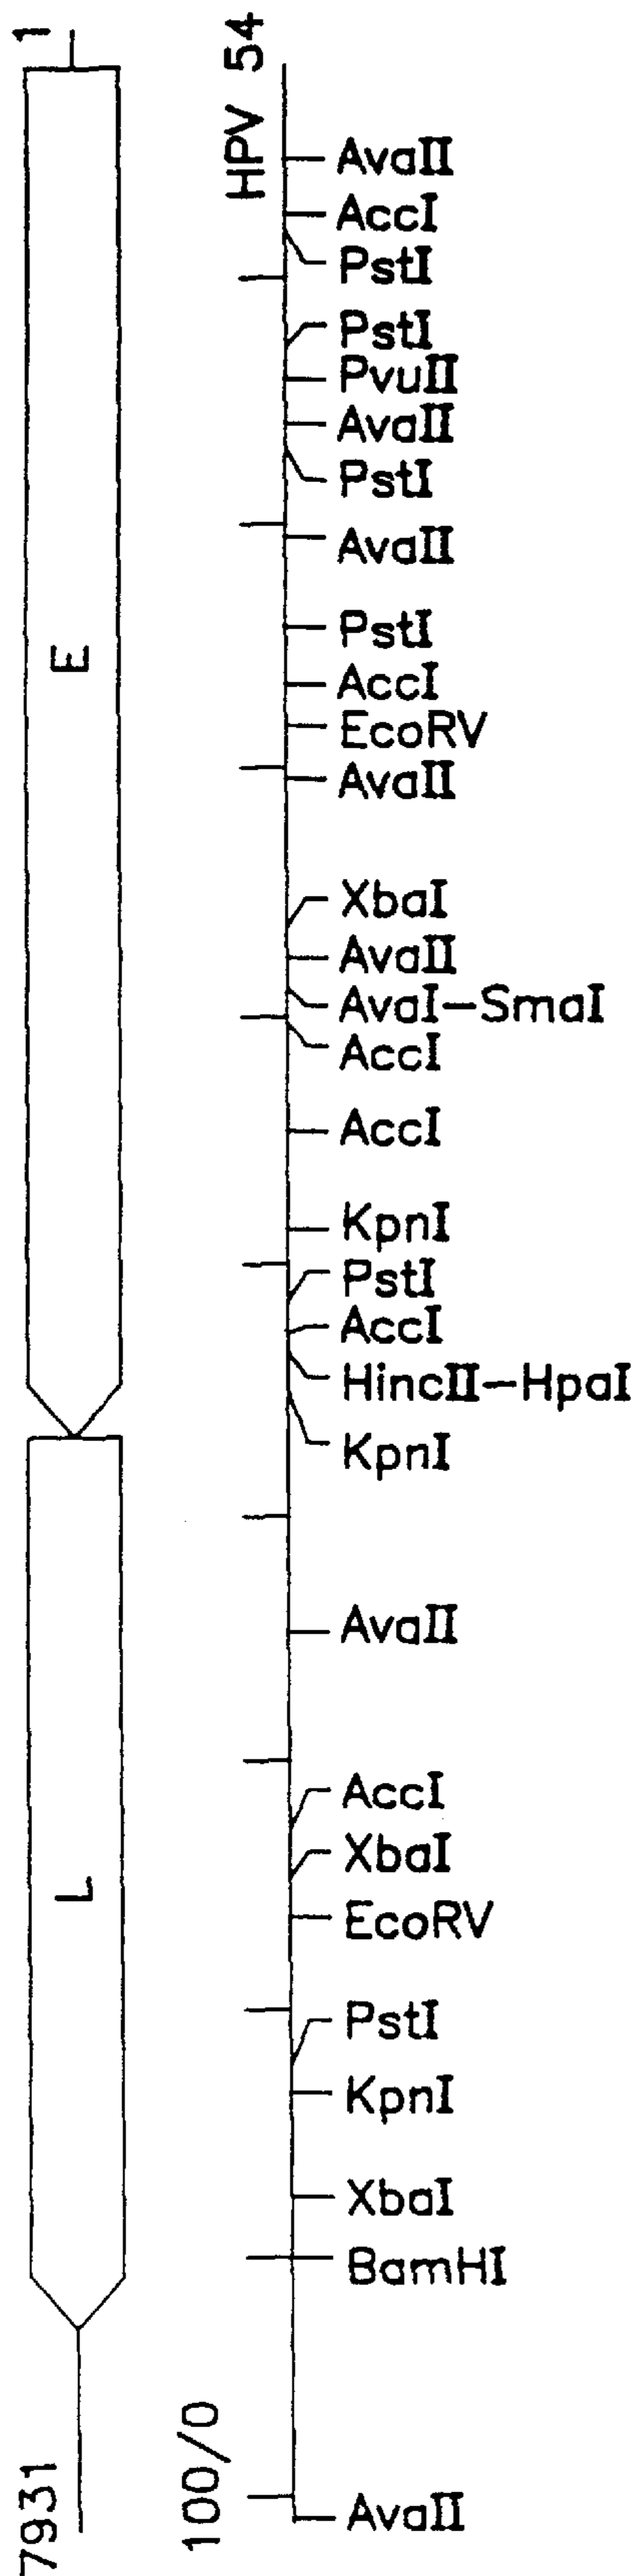 1
HPV 54
AvaII
AccI
PstI
PstI
PvuII
AvaII
PstI
AvaII
E
PstI
AccI
EcoRV
AvaII
XbaI
AvaII
AvaI-SmaI
AccI
AccI
KpnI
PstI
AccI
HincII-HpaI
KpnI
AvaII
AccI
XbaI
L
EcoRV
PstI
KpnI
XbaI
BamHI
100/0
7931
AvaII